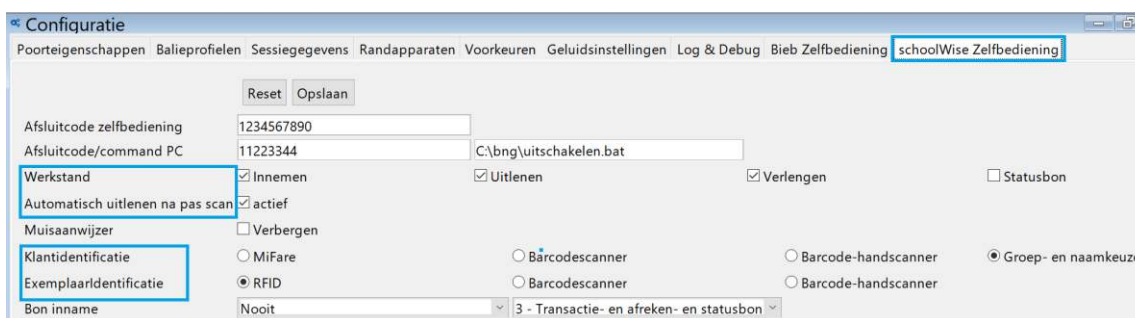 Configuratie
Poorteigenschappen Balieprofielen Sessiegegevens Randapparaten Voorkeuren Geluidsinstellingen Log & Debug Bieb Zelfbediening schoolWise Zelfbediening
Reset Opslaan
Afsluitcode zelfbediening 1234567890
Afsluitcode/command PC 11223344 C:\bng\uitschakelen.bat
Werkstand Innemen Uitlenen Verlengen Statusbon
Automatisch uitlenen na pas scan actief
Muisaanwijzer Verbergen
Klantidentificatie MiFare Barcodescanner Barcode-handscanner Groep- en naamkeuze
ExemplaarIdentificatie RFID Barcodescanner Barcode-handscanner
Bon inname Nooit 3 - Transactie- en afreken- en statusbon